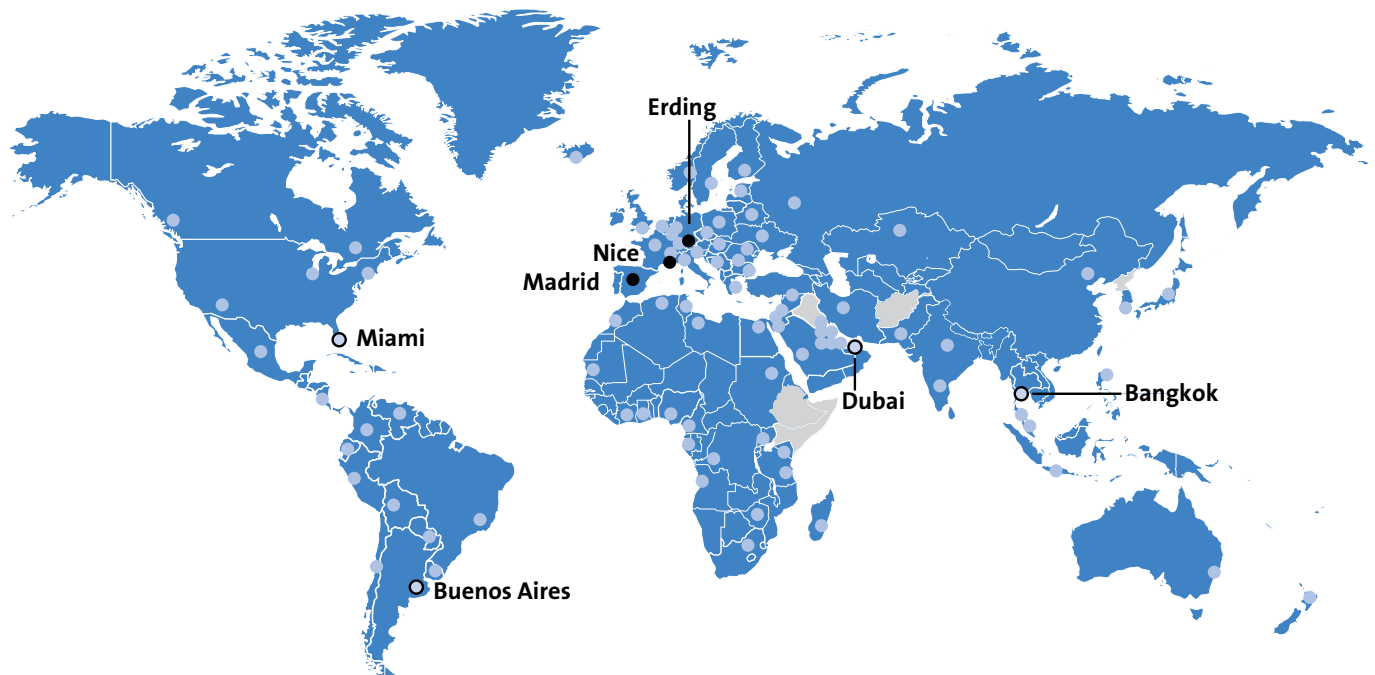 Erding
Nice
Madrid
Miami
Dubai
Bangkok
Buenos Aires